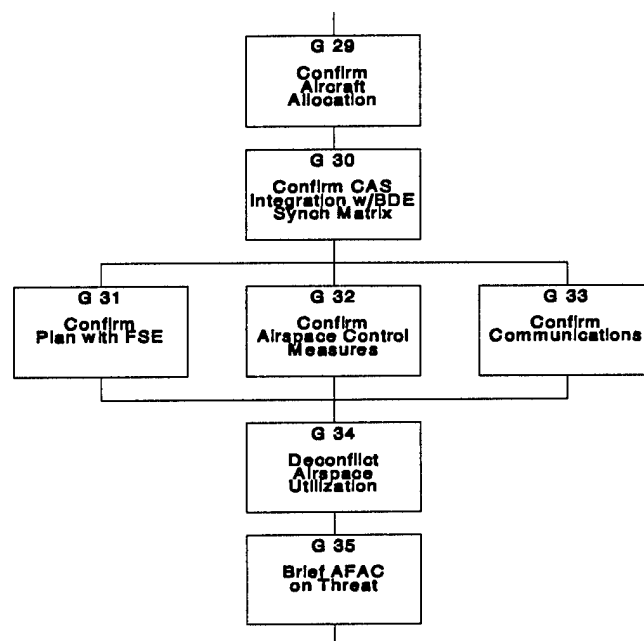 G 29
Confirm
Aircraft
Allocation
G 30
Confirm CAS
Integration w/BDE
Synch Matrix
G 31
Confirm
Plan with FSE
G 32
Confirm
Airspace Control
Measures
G 33
Confirm
Communications
G 34
Deconflict
Airspace
Utilization
G 35
Brief AFAC
on Threat